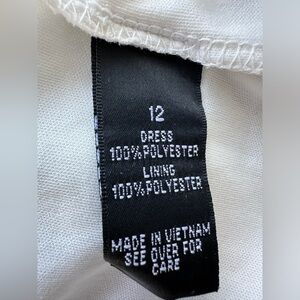 12
DRESS
100% POLYESTER
LINING
100% POLYESTER
MADE IN VIETNAM
SEE OVER FOR
CARE